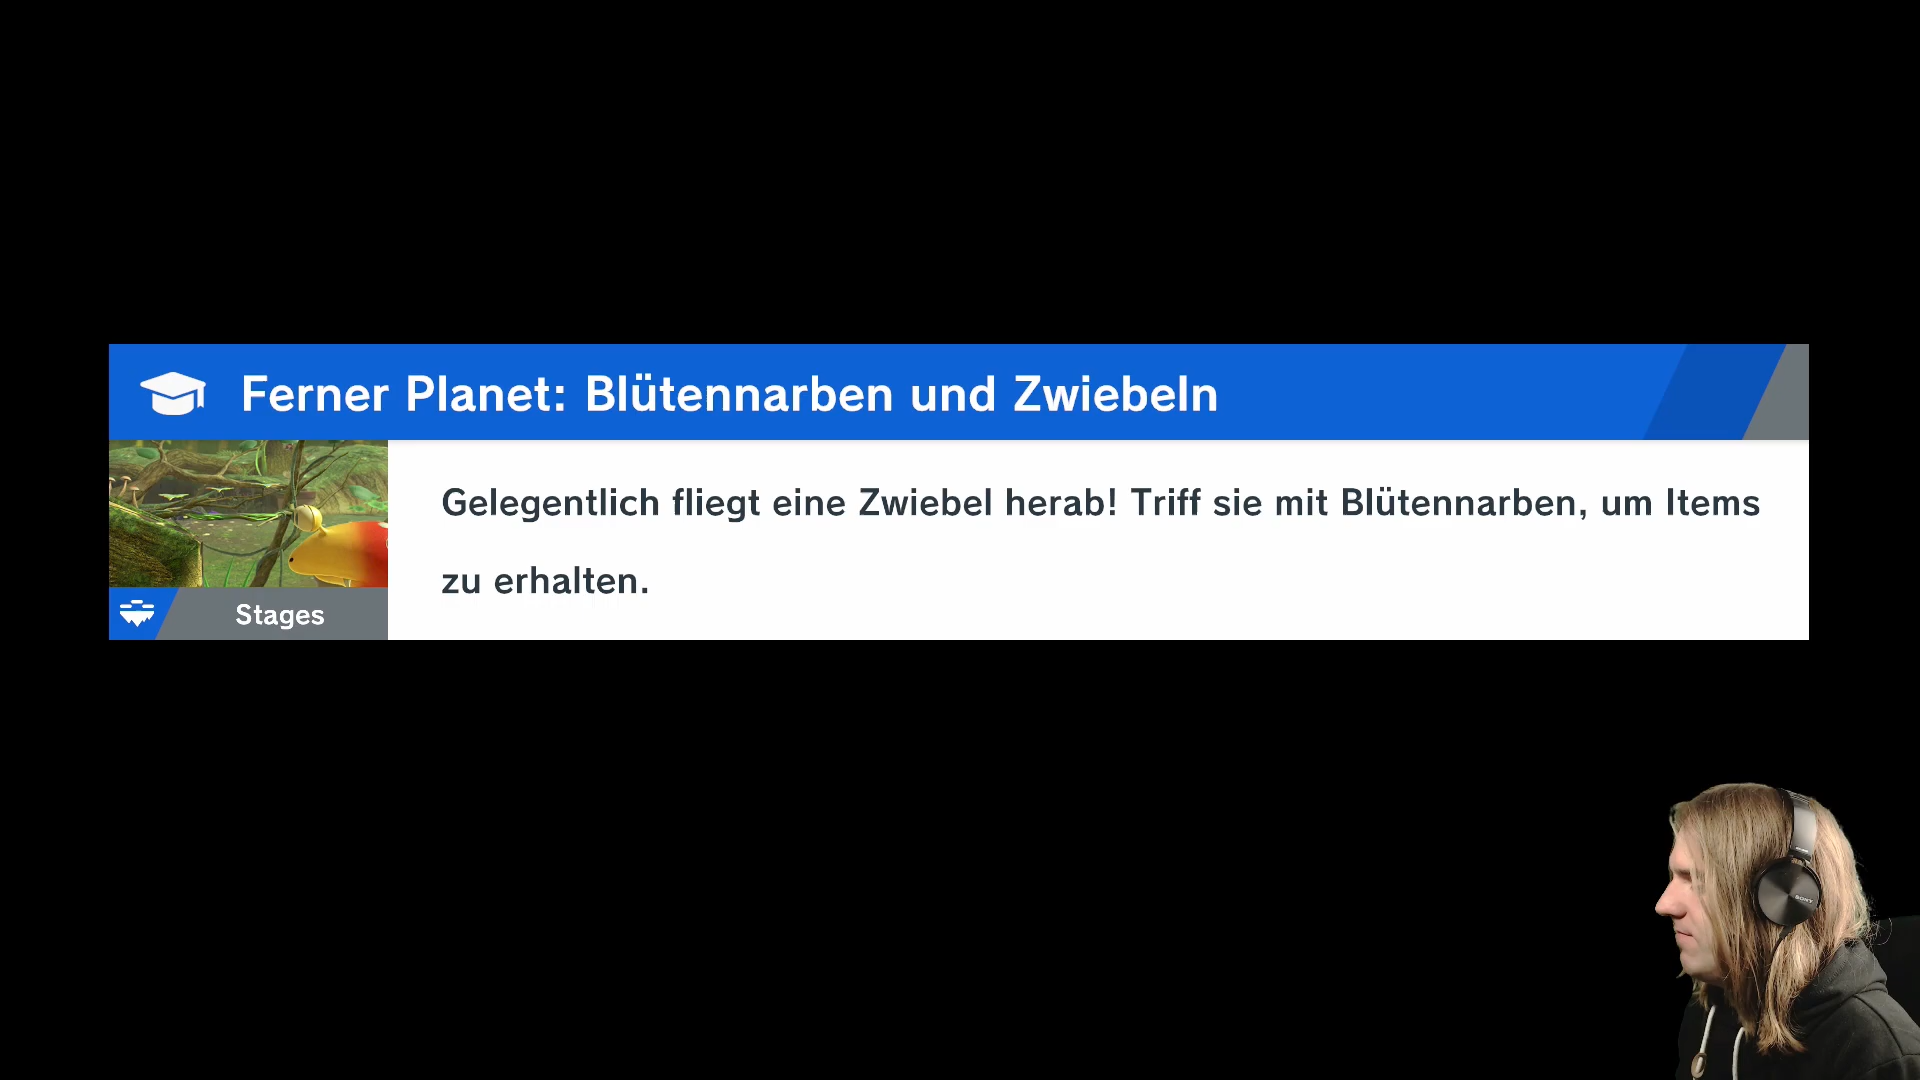 Ferner Planet: Blütennarben und Zwiebeln
Gelegentlich fliegt eine Zwiebel herab! Triff sie mit Blütennarben, um Items
zu erhalten.
Stages
SONY